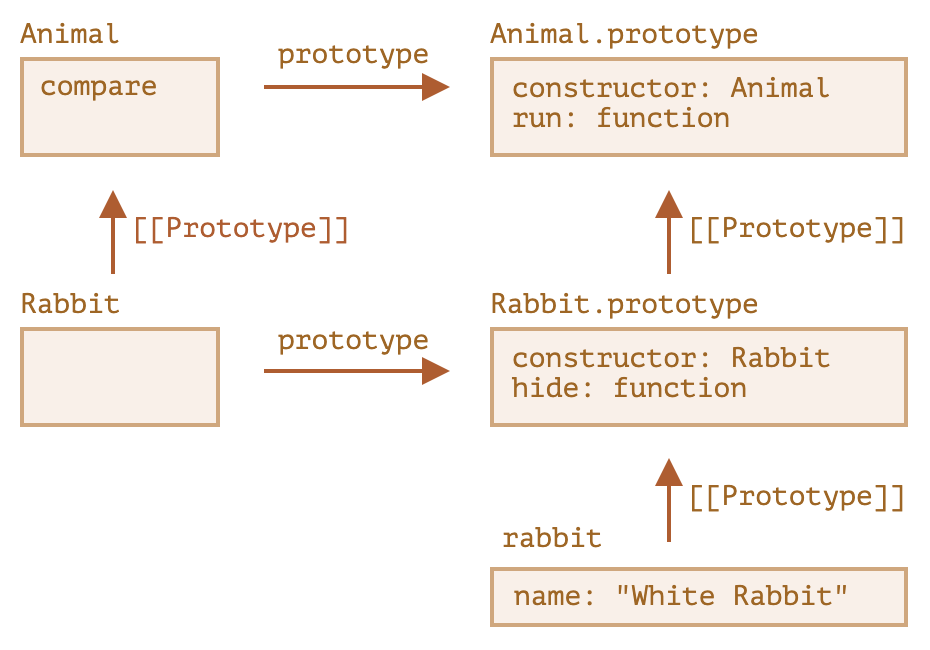 Animal
compare
prototype
Animal.prototype
constructor: Animal
run: function
[[Prototype]]
[[Prototype]]
Rabbit
prototype
Rabbit.prototype
constructor: Rabbit
hide: function
[[Prototype]]
rabbit
name: "White Rabbit"